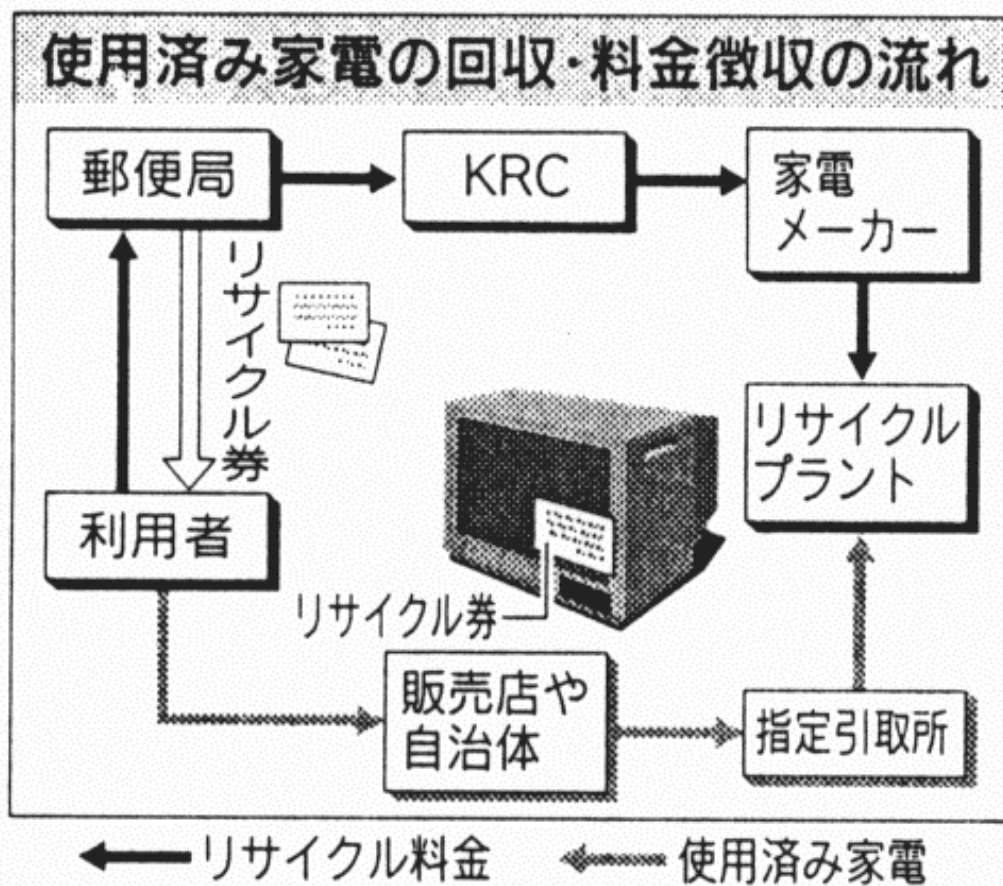 使用済み家電の回収・料金徴収の流れ
郵便局
KRC
家電
メーカー
リサイクル券
リサイクル
プラント
利用者
リサイクル券
販売店や
自治体
指定引取所
リサイクル料金
使用済み家電